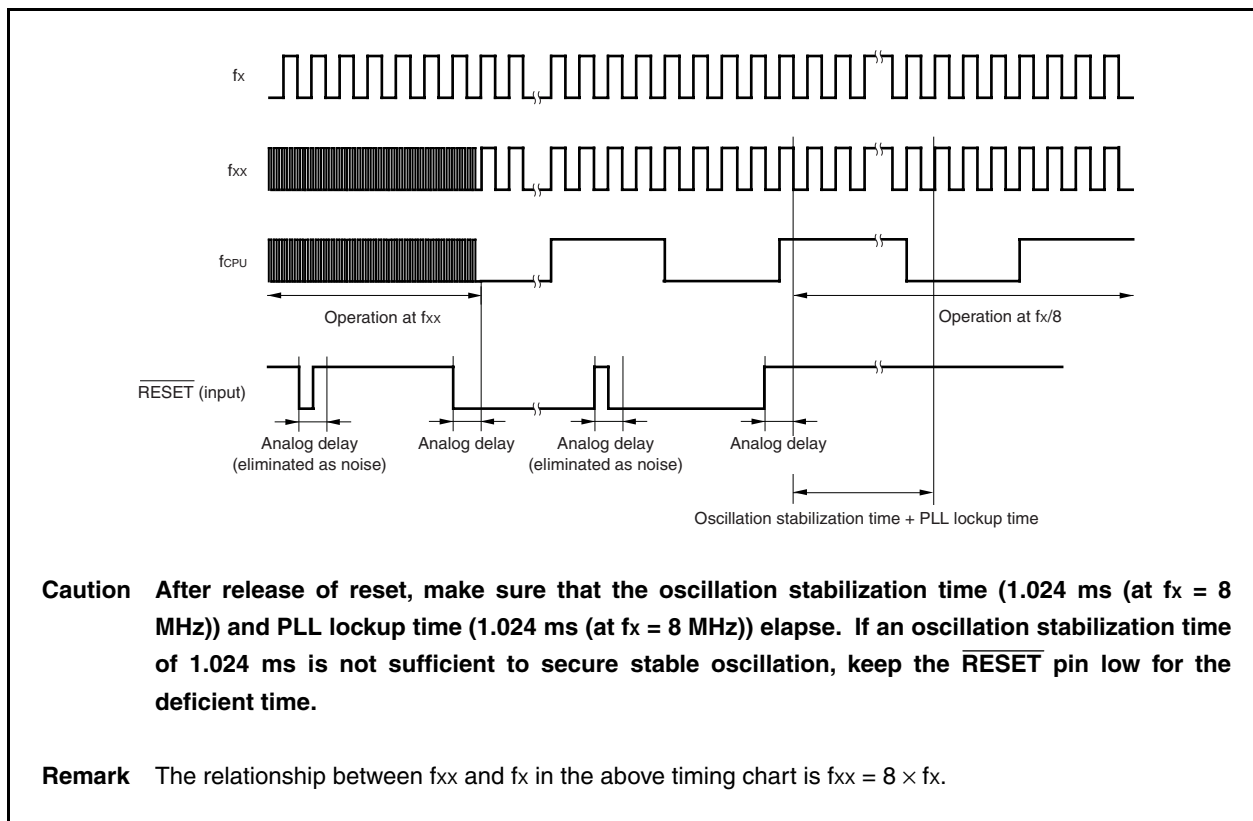 fx
fxx
fCPU
Operation at fxx
Operation at fx/8
RESET (input)
Analog delay
(eliminated as noise)
Analog delay
Analog delay
(eliminated as noise)
Analog delay
Oscillation stabilization time + PLL lockup time
Caution After release of reset, make sure that the oscillation stabilization time (1.024 ms (at fx = 8
MHz)) and PLL lockup time (1.024 ms (at fx = 8 MHz)) elapse. If an oscillation stabilization time
of 1.024 ms is not sufficient to secure stable oscillation, keep the RESET pin low for the
deficient time.
Remark The relationship between fxx and fx in the above timing chart is fxx = 8 × fx.